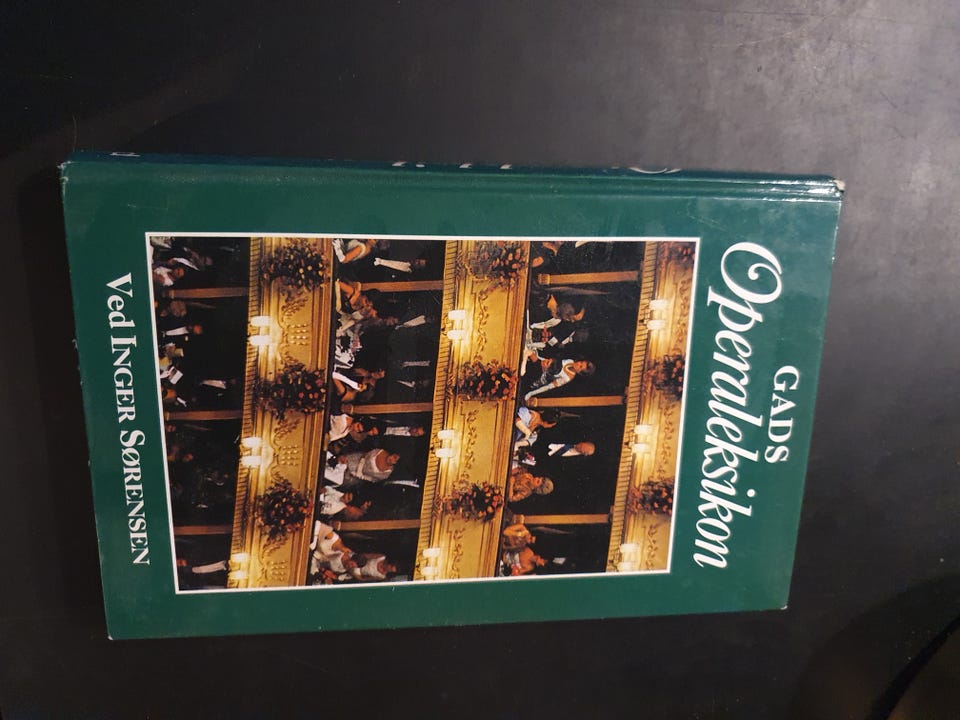 GADS
Operaleksikon
Ved INGER SØRENSEN